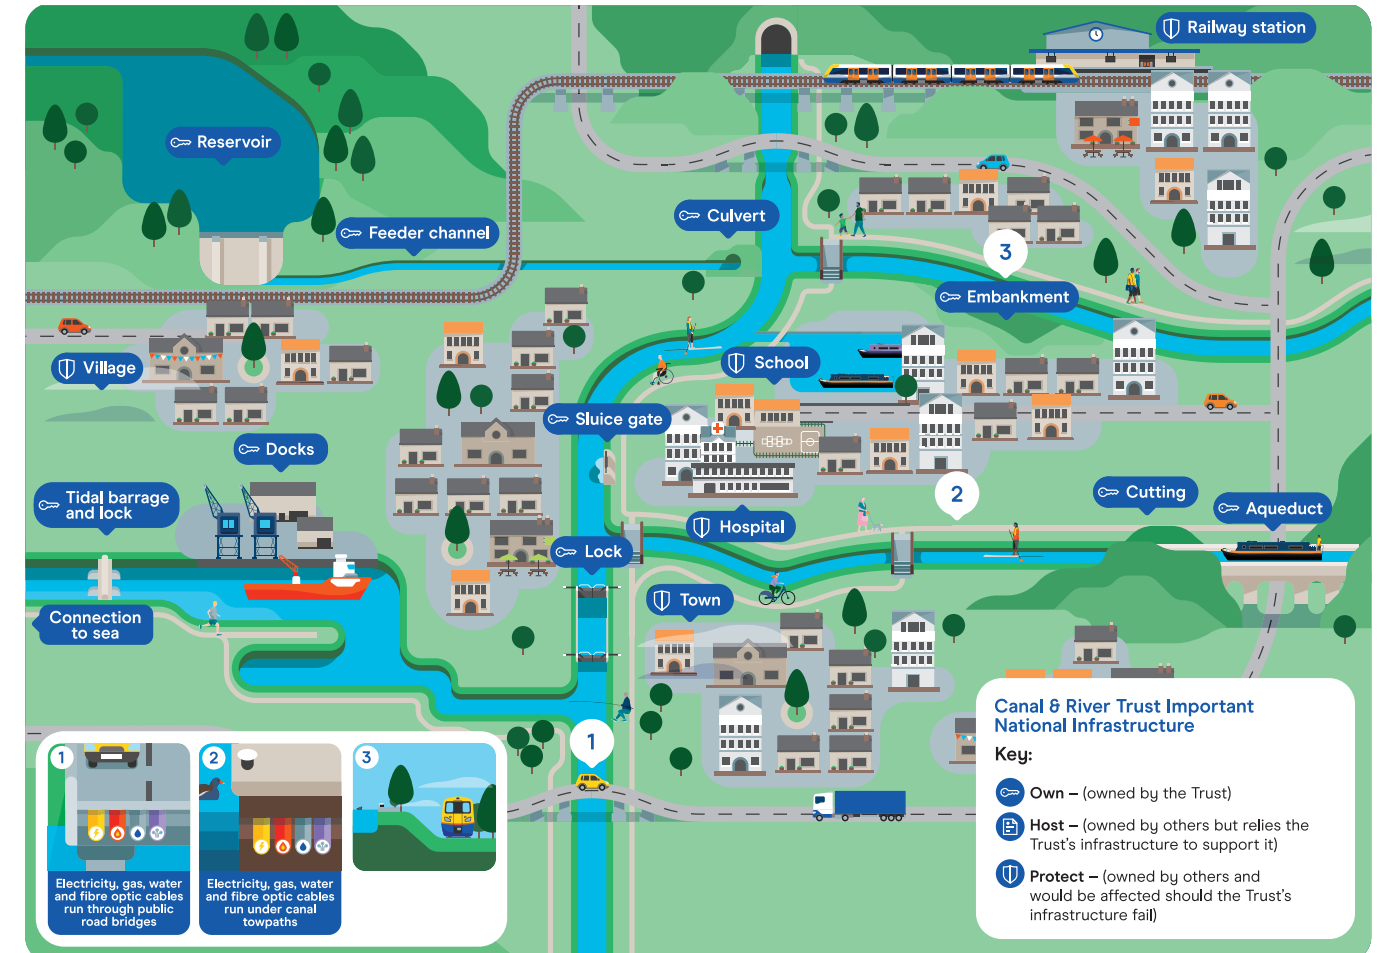 Railway station
Reservoir
Culvert
Feeder channel
3
Embankment
Village
School
Sluice gate
Docks
Tidal barrage
and lock
2
Cutting
Aqueduct
Hospital
Lock
Connection
to sea
Town
1
1
Electricity, gas, water
and fibre optic cables
run through public
road bridges
2
Electricity, gas, water
and fibre optic cables
run under canal
towpaths
3
Canal & River Trust Important
National Infrastructure
Key:
Own – (owned by the Trust)
Host – (owned by others but relies the
Trust's infrastructure to support it)
Protect – (owned by others and
would be affected should the Trust's
infrastructure fail)